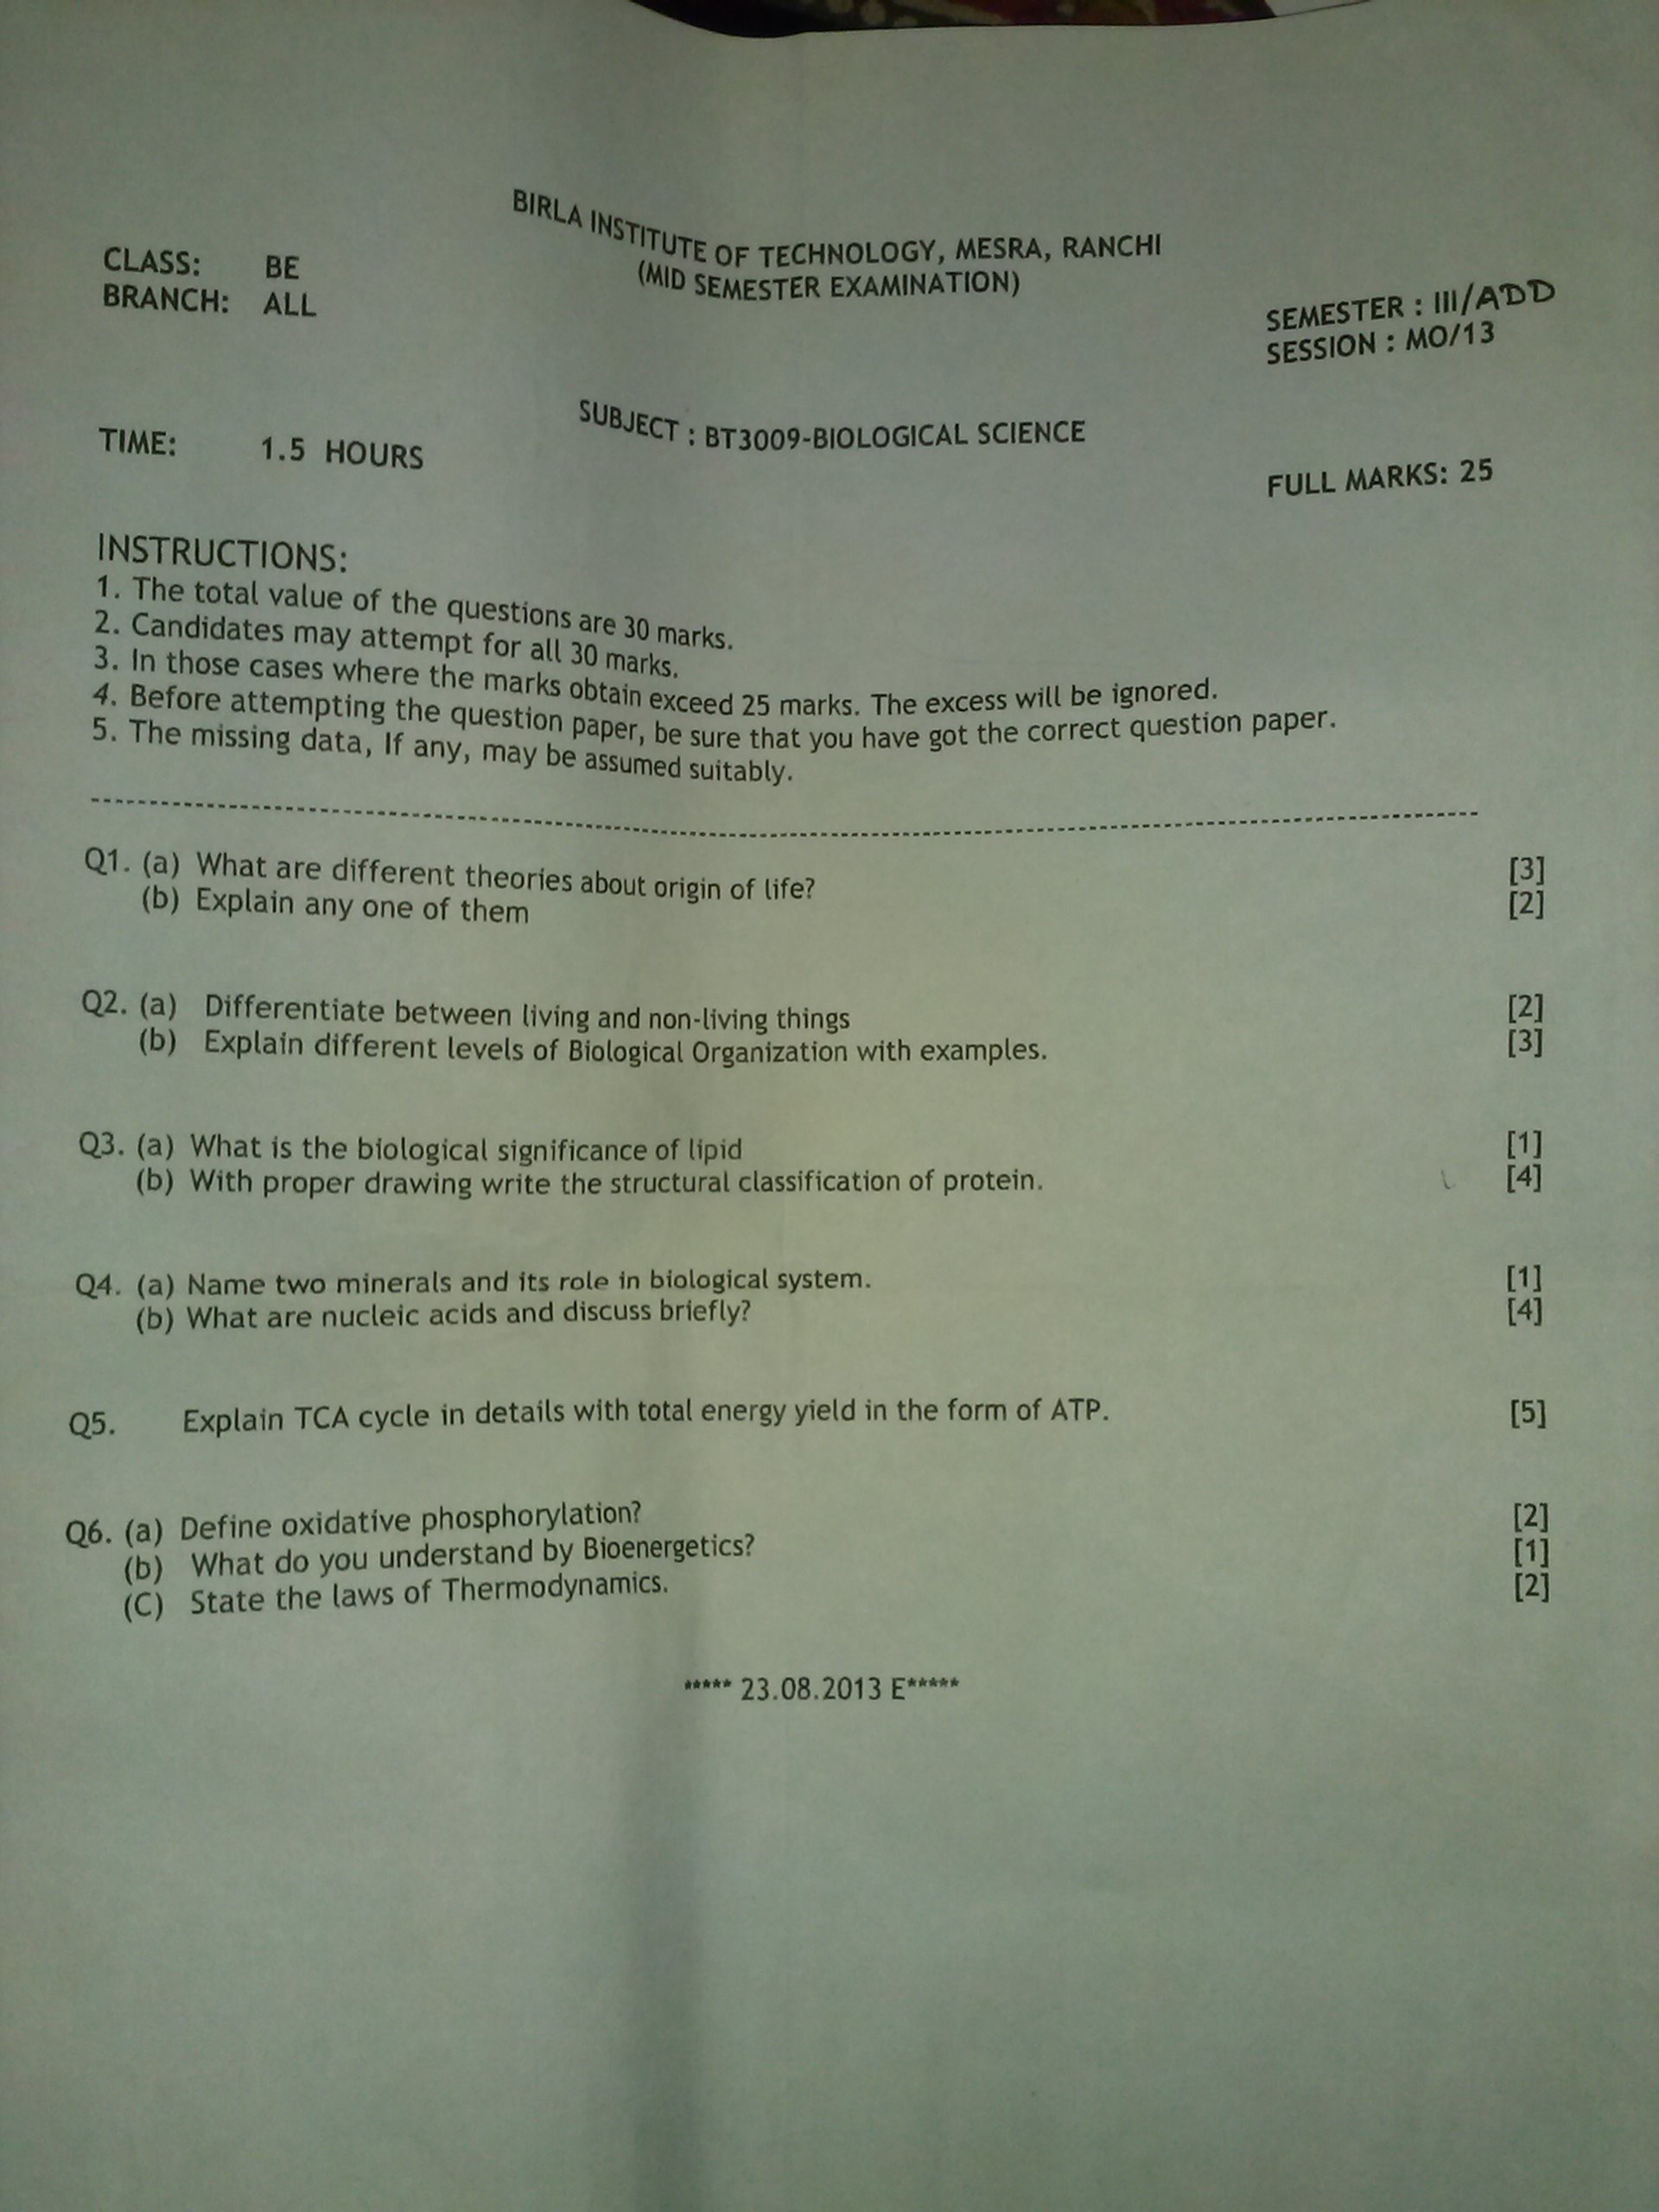 BIRLA INSTITUTE OF TECHNOLOGY, MESRA, RANCHI
(MID SEMESTER EXAMINATION)
CLASS: BE
BRANCH: ALL
SEMESTER : III/ADD
SESSION : MO/13
SUBJECT : BT3009-BIOLOGICAL SCIENCE
TIME: 1.5 HOURS
FULL MARKS: 25
INSTRUCTIONS:
1. The total value of the questions are 30 marks.
2. Candidates may attempt for all 30 marks.
3. In those cases where the marks obtain exceed 25 marks. The excess will be ignored.
4. Before attempting the question paper, be sure that you have got the correct question paper.
5. The missing data, If any, may be assumed suitably.
Q1. (a) What are different theories about origin of life? [3]
(b) Explain any one of them [2]
Q2. (a) Differentiate between living and non-living things [2]
(b) Explain different levels of Biological Organization with examples. [3]
Q3. (a) What is the biological significance of lipid [1]
(b) With proper drawing write the structural classification of protein. [4]
Q4. (a) Name two minerals and its role in biological system. [1]
(b) What are nucleic acids and discuss briefly? [4]
Q5. Explain TCA cycle in details with total energy yield in the form of ATP. [5]
Q6. (a) Define oxidative phosphorylation? [2]
(b) What do you understand by Bioenergetics? [1]
(C) State the laws of Thermodynamics. [2]
***** 23.08.2013 E*****